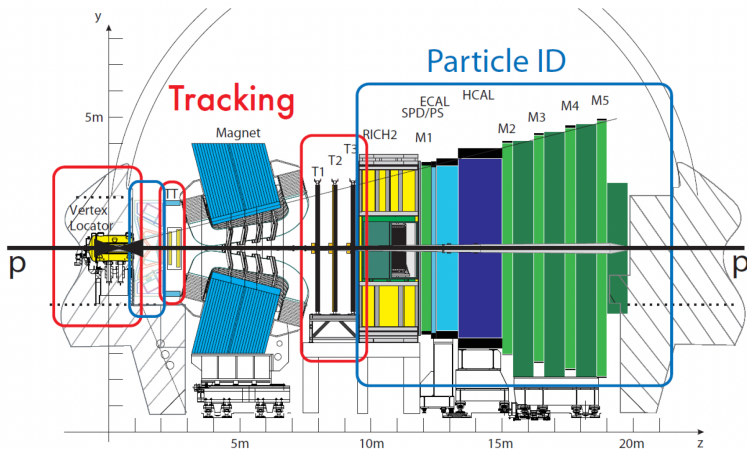 y
Particle ID
Tracking
HCAL
ECAL
SPD/PS
M5
M4
M3
M2
5m
Magnet
RICH2
M1
T3
T2
T1
TT
Vertex
Locator
p
p
5m
10m
15m
20m
z